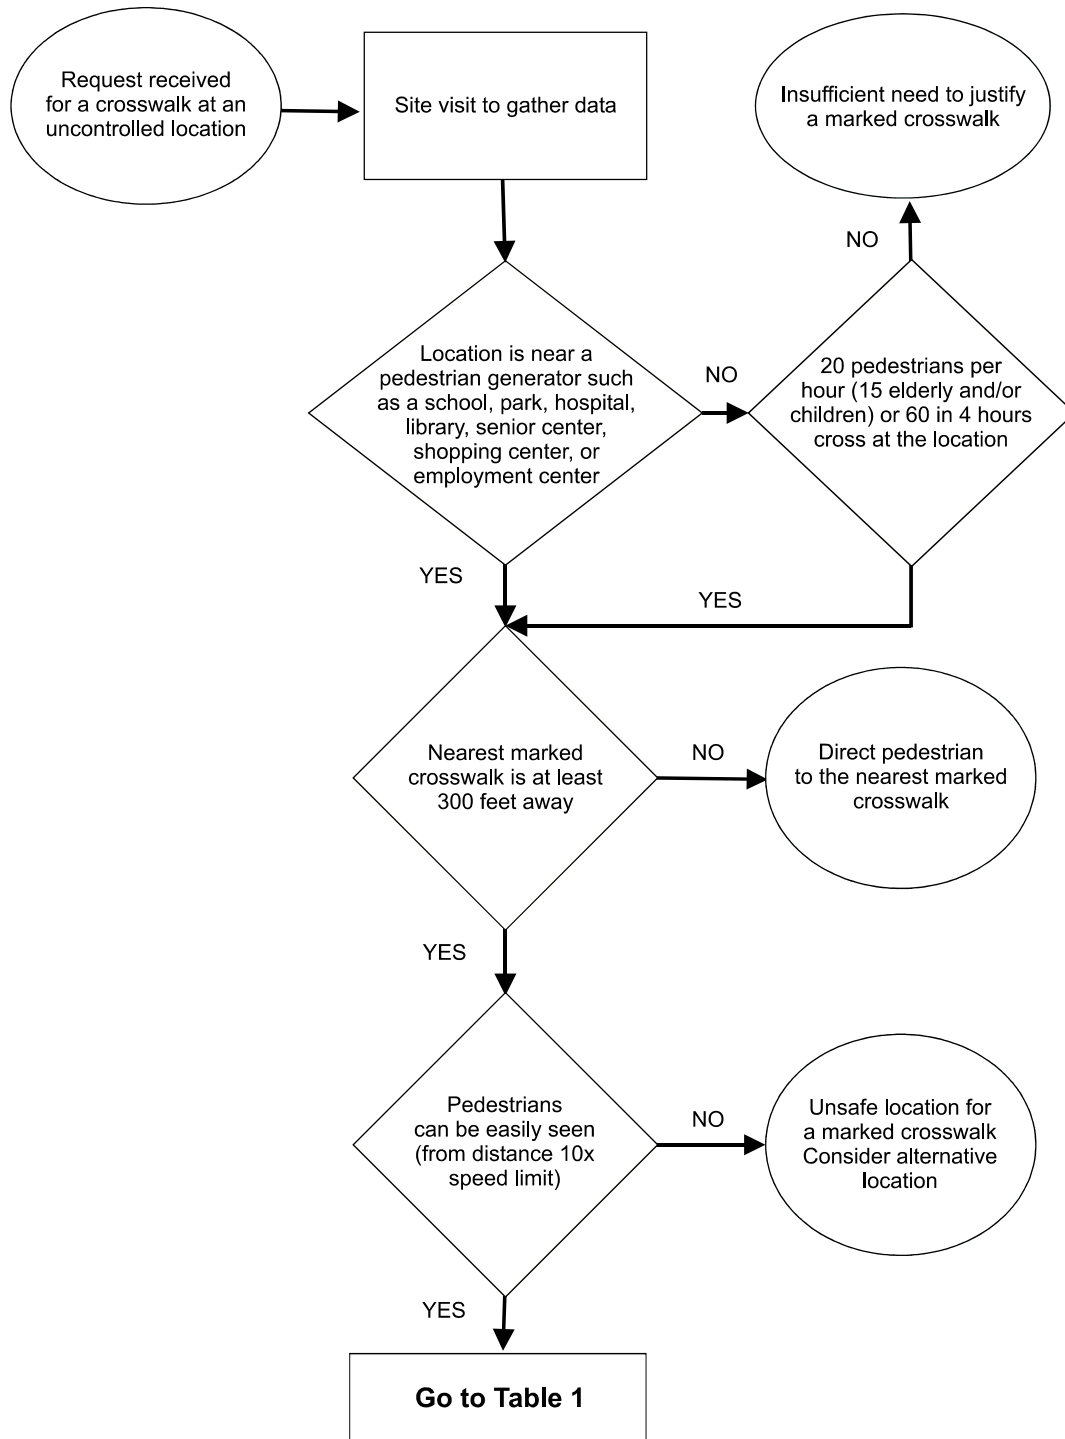 Request received
for a crosswalk at an
uncontrolled location
Site visit to gather data
Insufficient need to justify
a marked crosswalk
NO
Location is near a
pedestrian generator such
as a school, park, hospital,
library, senior center,
shopping center, or
employment center
NO
20 pedestrians per
hour (15 elderly and/or
children) or 60 in 4 hours
cross at the location
YES
YES
Nearest marked
crosswalk is at least
300 feet away
NO
Direct pedestrian
to the nearest marked
crosswalk
YES
Pedestrians
can be easily seen
(from distance 10x
speed limit)
NO
Unsafe location for
a marked crosswalk
Consider alternative
location
YES
Go to Table 1